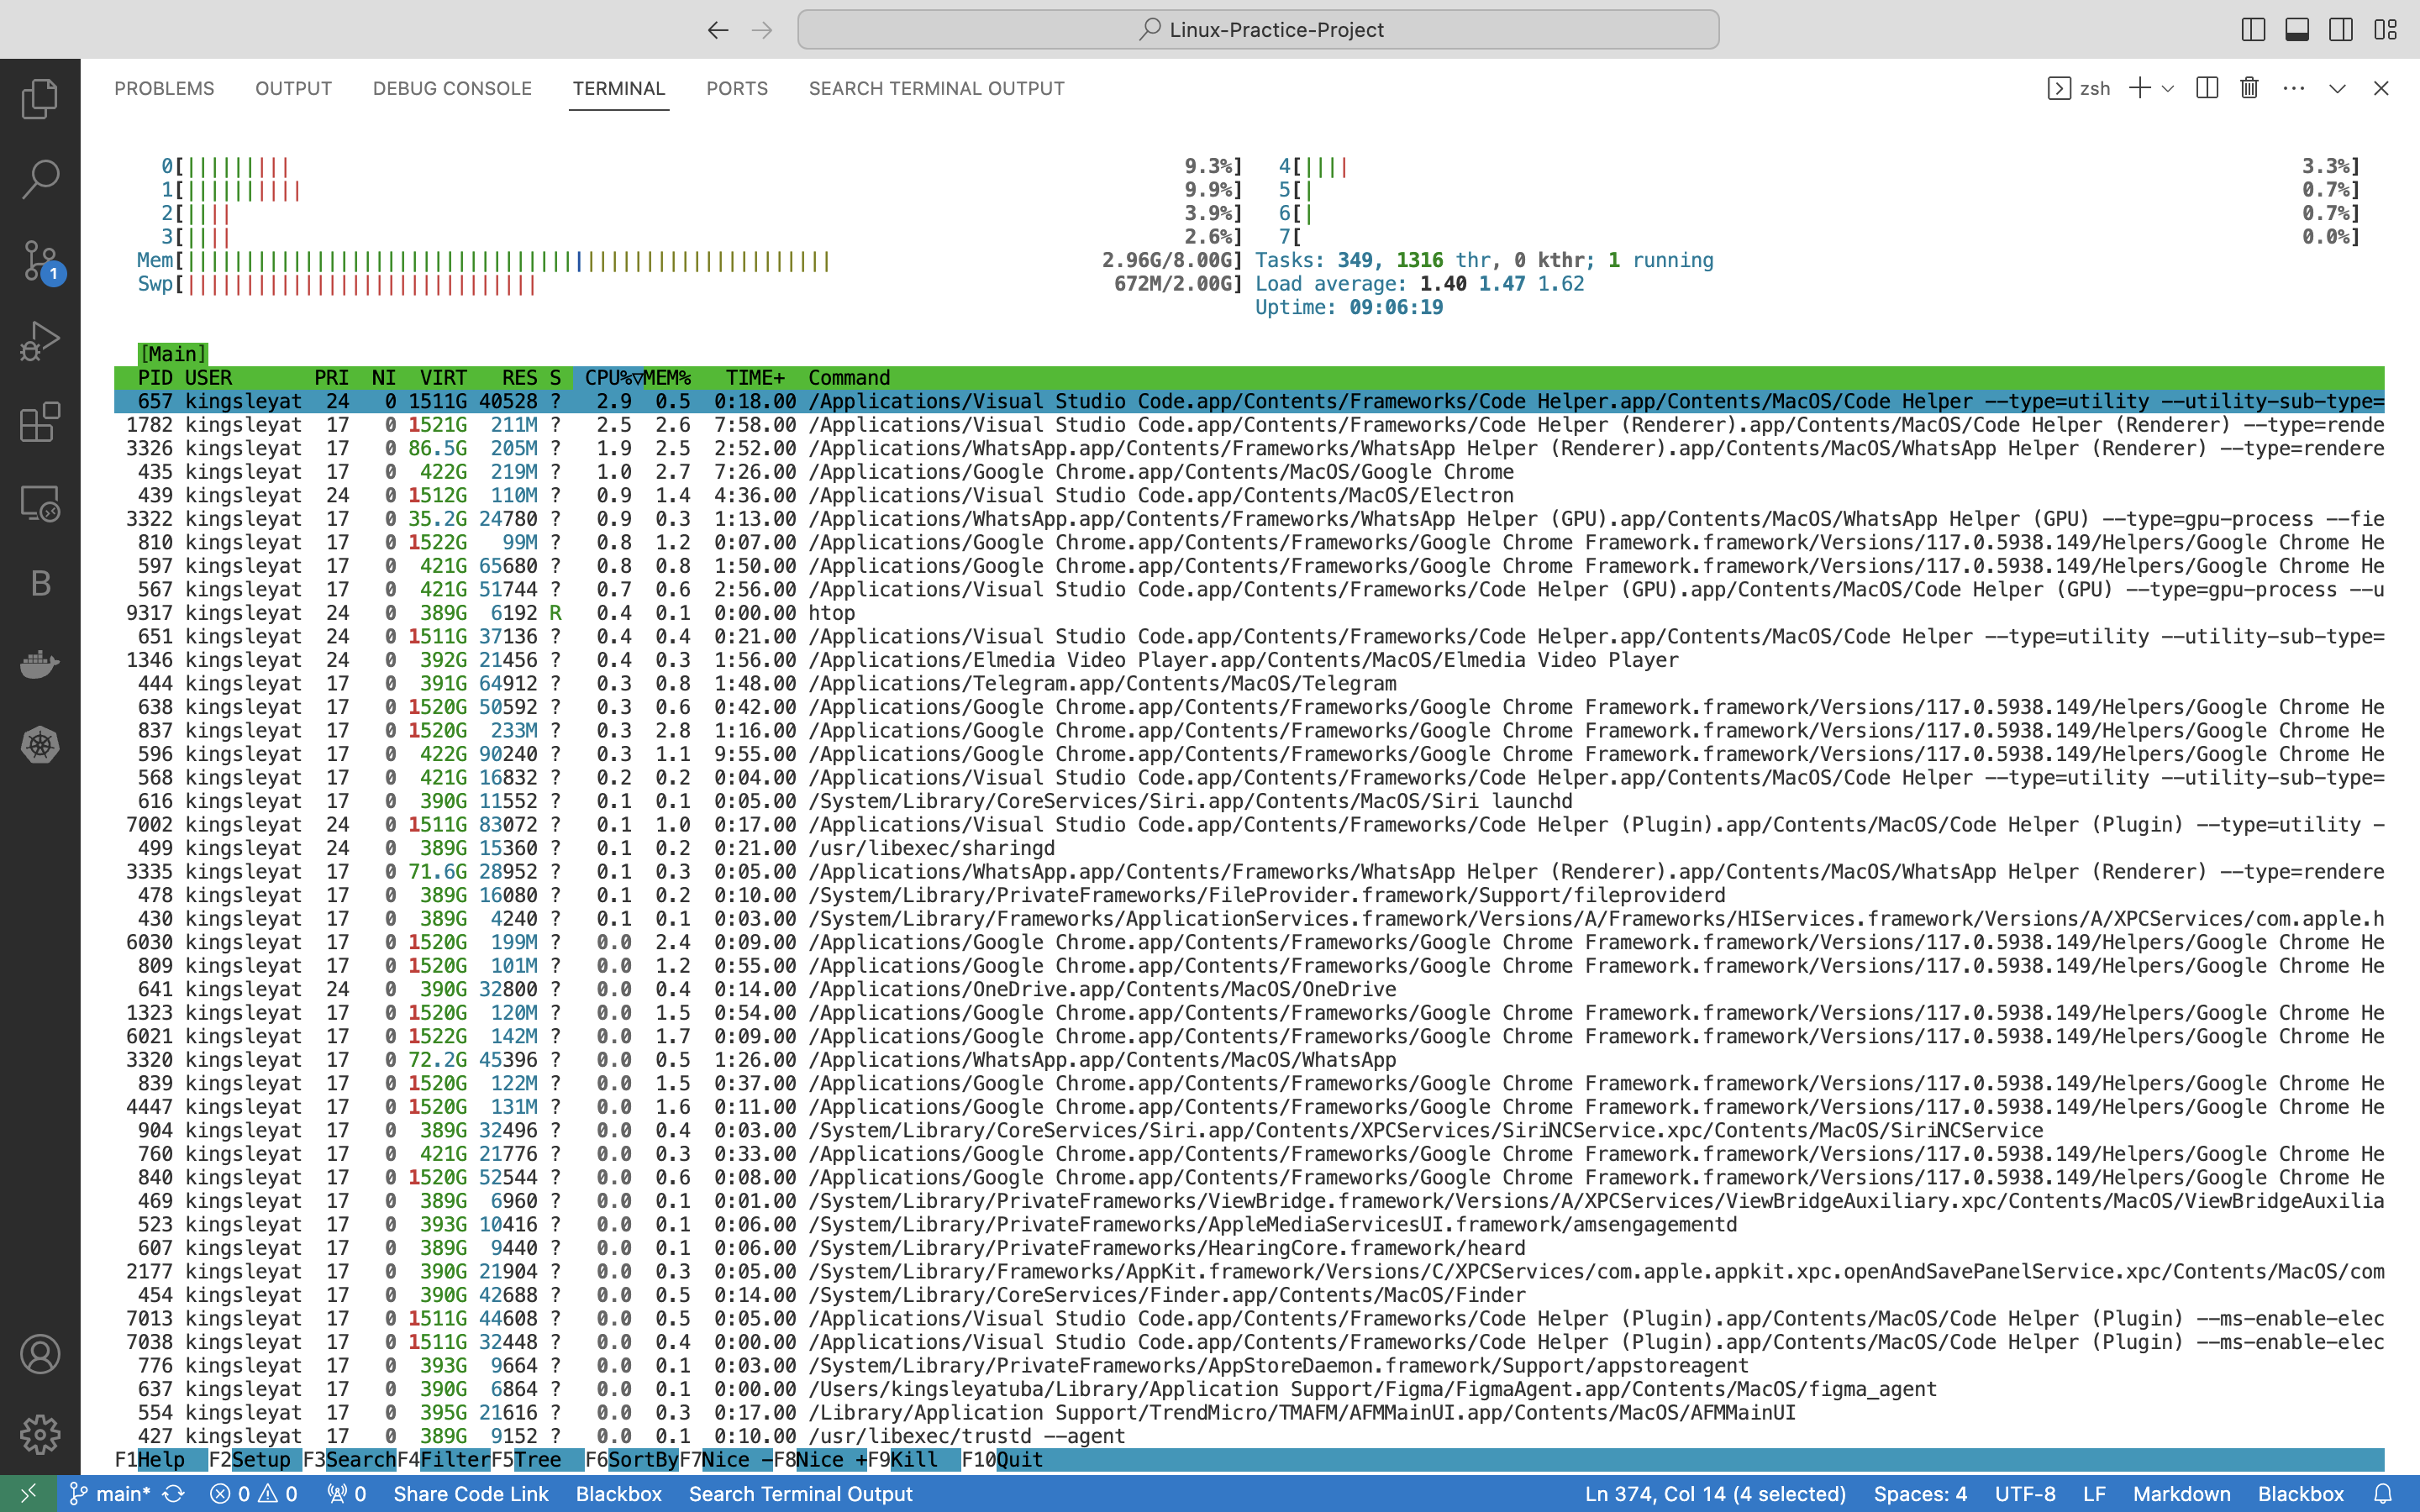 Linux-Practice-Project
PROBLEMS OUTPUT DEBUG CONSOLE TERMINAL PORTS SEARCH TERMINAL OUTPUT zsh
0[||||||||| 9.3%] 4[|||| 3.3%]
1[|||||||||| 9.9%] 5[| 0.7%]
2[|||| 3.9%] 6[| 0.7%]
3[|||| 2.6%] 7[ 0.0%]
Mem[||||||||||||||||||||||||||||||||||||||||||||||||||||||| 2.96G/8.00G] Tasks: 349, 1316 thr, 0 kthr; 1 running
Swp[|||||||||||||||||||||||||||||| 672M/2.00G] Load average: 1.40 1.47 1.62
Uptime: 09:06:19
[Main]
PID USER PRI NI VIRT RES S CPU%▽MEM% TIME+ Command
657 kingsleyat 24 0 1511G 40528 ? 2.9 0.5 0:18.00 /Applications/Visual Studio Code.app/Contents/Frameworks/Code Helper.app/Contents/MacOS/Code Helper --type=utility --utility-sub-type=
1782 kingsleyat 17 0 1521G 211M ? 2.5 2.6 7:58.00 /Applications/Visual Studio Code.app/Contents/Frameworks/Code Helper (Renderer).app/Contents/MacOS/Code Helper (Renderer) --type=rende
3326 kingsleyat 17 0 86.5G 205M ? 1.9 2.5 2:52.00 /Applications/WhatsApp.app/Contents/Frameworks/WhatsApp Helper (Renderer).app/Contents/MacOS/WhatsApp Helper (Renderer) --type=rendere
435 kingsleyat 17 0 422G 219M ? 1.0 2.7 7:26.00 /Applications/Google Chrome.app/Contents/MacOS/Google Chrome
439 kingsleyat 24 0 1512G 110M ? 0.9 1.4 4:36.00 /Applications/Visual Studio Code.app/Contents/MacOS/Electron
3322 kingsleyat 17 0 35.2G 24780 ? 0.9 0.3 1:13.00 /Applications/WhatsApp.app/Contents/Frameworks/WhatsApp Helper (GPU).app/Contents/MacOS/WhatsApp Helper (GPU) --type=gpu-process --fie
810 kingsleyat 17 0 1522G 99M ? 0.8 1.2 0:07.00 /Applications/Google Chrome.app/Contents/Frameworks/Google Chrome Framework.framework/Versions/117.0.5938.149/Helpers/Google Chrome He
597 kingsleyat 17 0 421G 65680 ? 0.8 0.8 1:50.00 /Applications/Google Chrome.app/Contents/Frameworks/Google Chrome Framework.framework/Versions/117.0.5938.149/Helpers/Google Chrome He
567 kingsleyat 17 0 421G 51744 ? 0.7 0.6 2:56.00 /Applications/Visual Studio Code.app/Contents/Frameworks/Code Helper (GPU).app/Contents/MacOS/Code Helper (GPU) --type=gpu-process --u
9317 kingsleyat 24 0 389G 6192 R 0.4 0.1 0:00.00 htop
651 kingsleyat 24 0 1511G 37136 ? 0.4 0.4 0:21.00 /Applications/Visual Studio Code.app/Contents/Frameworks/Code Helper.app/Contents/MacOS/Code Helper --type=utility --utility-sub-type=
1346 kingsleyat 24 0 392G 21456 ? 0.4 0.3 1:56.00 /Applications/Elmedia Video Player.app/Contents/MacOS/Elmedia Video Player
444 kingsleyat 17 0 391G 64912 ? 0.3 0.8 1:48.00 /Applications/Telegram.app/Contents/MacOS/Telegram
638 kingsleyat 17 0 1520G 50592 ? 0.3 0.6 0:42.00 /Applications/Google Chrome.app/Contents/Frameworks/Google Chrome Framework.framework/Versions/117.0.5938.149/Helpers/Google Chrome He
837 kingsleyat 17 0 1520G 233M ? 0.3 2.8 1:16.00 /Applications/Google Chrome.app/Contents/Frameworks/Google Chrome Framework.framework/Versions/117.0.5938.149/Helpers/Google Chrome He
596 kingsleyat 17 0 422G 90240 ? 0.3 1.1 9:55.00 /Applications/Google Chrome.app/Contents/Frameworks/Google Chrome Framework.framework/Versions/117.0.5938.149/Helpers/Google Chrome He
568 kingsleyat 17 0 421G 16832 ? 0.2 0.2 0:04.00 /Applications/Visual Studio Code.app/Contents/Frameworks/Code Helper.app/Contents/MacOS/Code Helper --type=utility --utility-sub-type=
616 kingsleyat 17 0 390G 11552 ? 0.1 0.1 0:05.00 /System/Library/CoreServices/Siri.app/Contents/MacOS/Siri launchd
7002 kingsleyat 24 0 1511G 83072 ? 0.1 1.0 0:17.00 /Applications/Visual Studio Code.app/Contents/Frameworks/Code Helper (Plugin).app/Contents/MacOS/Code Helper (Plugin) --type=utility -
499 kingsleyat 24 0 389G 15360 ? 0.1 0.2 0:21.00 /usr/libexec/sharingd
3335 kingsleyat 17 0 71.6G 28952 ? 0.1 0.3 0:05.00 /Applications/WhatsApp.app/Contents/Frameworks/WhatsApp Helper (Renderer).app/Contents/MacOS/WhatsApp Helper (Renderer) --type=rendere
478 kingsleyat 17 0 389G 16080 ? 0.1 0.2 0:10.00 /System/Library/PrivateFrameworks/FileProvider.framework/Support/fileproviderd
430 kingsleyat 17 0 389G 4240 ? 0.1 0.1 0:03.00 /System/Library/Frameworks/ApplicationServices.framework/Versions/A/Frameworks/HIServices.framework/Versions/A/XPCServices/com.apple.h
6030 kingsleyat 17 0 1520G 199M ? 0.0 2.4 0:09.00 /Applications/Google Chrome.app/Contents/Frameworks/Google Chrome Framework.framework/Versions/117.0.5938.149/Helpers/Google Chrome He
809 kingsleyat 17 0 1520G 101M ? 0.0 1.2 0:55.00 /Applications/Google Chrome.app/Contents/Frameworks/Google Chrome Framework.framework/Versions/117.0.5938.149/Helpers/Google Chrome He
641 kingsleyat 24 0 390G 32800 ? 0.0 0.4 0:14.00 /Applications/OneDrive.app/Contents/MacOS/OneDrive
1323 kingsleyat 17 0 1520G 120M ? 0.0 1.5 0:54.00 /Applications/Google Chrome.app/Contents/Frameworks/Google Chrome Framework.framework/Versions/117.0.5938.149/Helpers/Google Chrome He
6021 kingsleyat 17 0 1522G 142M ? 0.0 1.7 0:09.00 /Applications/Google Chrome.app/Contents/Frameworks/Google Chrome Framework.framework/Versions/117.0.5938.149/Helpers/Google Chrome He
3320 kingsleyat 17 0 72.2G 45396 ? 0.0 0.5 1:26.00 /Applications/WhatsApp.app/Contents/MacOS/WhatsApp
839 kingsleyat 17 0 1520G 122M ? 0.0 1.5 0:37.00 /Applications/Google Chrome.app/Contents/Frameworks/Google Chrome Framework.framework/Versions/117.0.5938.149/Helpers/Google Chrome He
4447 kingsleyat 17 0 1520G 131M ? 0.0 1.6 0:11.00 /Applications/Google Chrome.app/Contents/Frameworks/Google Chrome Framework.framework/Versions/117.0.5938.149/Helpers/Google Chrome He
904 kingsleyat 17 0 389G 32496 ? 0.0 0.4 0:03.00 /System/Library/CoreServices/Siri.app/Contents/XPCServices/SiriNCService.xpc/Contents/MacOS/SiriNCService
760 kingsleyat 17 0 421G 21776 ? 0.0 0.3 0:33.00 /Applications/Google Chrome.app/Contents/Frameworks/Google Chrome Framework.framework/Versions/117.0.5938.149/Helpers/Google Chrome He
840 kingsleyat 17 0 1520G 52544 ? 0.0 0.6 0:08.00 /Applications/Google Chrome.app/Contents/Frameworks/Google Chrome Framework.framework/Versions/117.0.5938.149/Helpers/Google Chrome He
469 kingsleyat 17 0 389G 6960 ? 0.0 0.1 0:01.00 /System/Library/PrivateFrameworks/ViewBridge.framework/Versions/A/XPCServices/ViewBridgeAuxiliary.xpc/Contents/MacOS/ViewBridgeAuxilia
523 kingsleyat 17 0 393G 10416 ? 0.0 0.1 0:06.00 /System/Library/PrivateFrameworks/AppleMediaServicesUI.framework/amsengagementd
607 kingsleyat 17 0 389G 9440 ? 0.0 0.1 0:06.00 /System/Library/PrivateFrameworks/HearingCore.framework/heard
2177 kingsleyat 17 0 390G 21904 ? 0.0 0.3 0:05.00 /System/Library/Frameworks/AppKit.framework/Versions/C/XPCServices/com.apple.appkit.xpc.openAndSavePanelService.xpc/Contents/MacOS/com
454 kingsleyat 17 0 390G 42688 ? 0.0 0.5 0:14.00 /System/Library/CoreServices/Finder.app/Contents/MacOS/Finder
7013 kingsleyat 17 0 1511G 44608 ? 0.0 0.5 0:05.00 /Applications/Visual Studio Code.app/Contents/Frameworks/Code Helper (Plugin).app/Contents/MacOS/Code Helper (Plugin) --ms-enable-elec
7038 kingsleyat 17 0 1511G 32448 ? 0.0 0.4 0:00.00 /Applications/Visual Studio Code.app/Contents/Frameworks/Code Helper (Plugin).app/Contents/MacOS/Code Helper (Plugin) --ms-enable-elec
776 kingsleyat 17 0 393G 9664 ? 0.0 0.1 0:03.00 /System/Library/PrivateFrameworks/AppStoreDaemon.framework/Support/appstoreagent
637 kingsleyat 17 0 390G 6864 ? 0.0 0.1 0:00.00 /Users/kingsleyatuba/Library/Application Support/Figma/FigmaAgent.app/Contents/MacOS/figma_agent
554 kingsleyat 17 0 395G 21616 ? 0.0 0.3 0:17.00 /Library/Application Support/TrendMicro/TMAFM/AFMMainUI.app/Contents/MacOS/AFMMainUI
427 kingsleyat 17 0 389G 9152 ? 0.0 0.1 0:10.00 /usr/libexec/trustd --agent
F1Help F2Setup F3SearchF4FilterF5Tree F6SortByF7Nice -F8Nice +F9Kill F10Quit
1
B
main* 0 0 0 Share Code Link Blackbox Search Terminal Output Ln 374, Col 14 (4 selected) Spaces: 4 UTF-8 LF Markdown Blackbox